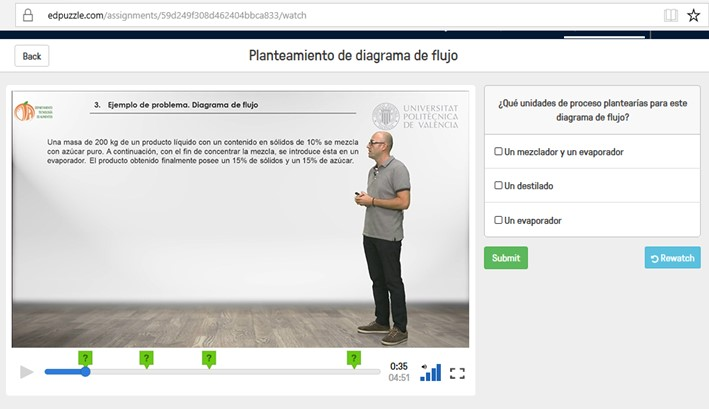 edpuzzle.com/assignments/59d249f308d462404bbca833/watch
Back
Planteamiento de diagrama de flujo
3. Ejemplo de problema. Diagrama de flujo
UNIVERSITAT
POLITÈCNICA
DE VALÈNCIA
Una masa de 200 kg de un producto líquido con un contenido en sólidos de 10% se mezcla
con azúcar puro. A continuación, con el fin de concentrar la mezcla, se introduce ésta en un
evaporador. El producto obtenido finalmente posee un 15% de sólidos y un 15% de azúcar.
? ? ? ?
0:35
04:51
¿Qué unidades de proceso plantearías para este
diagrama de flujo?
Un mezclador y un evaporador
Un destilado
Un evaporador
Submit
Rewatch